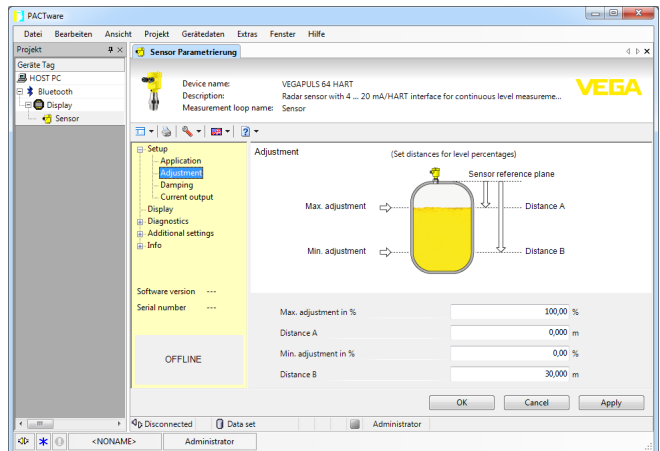 PACTware
Datei Bearbeiten Ansicht Projekt Gerätedaten Extras Fenster Hilfe
Projekt
Geräte Tag
HOST PC
Bluetooth
Display
Sensor
Sensor Parametrierung
Device name: VEGAPULS 64 HART
Description: Radar sensor with 4 ... 20 mA/HART interface for continuous level measureme...
Measurement loop name: Sensor
VEGA
Setup
Application
Adjustment
Damping
Current output
Display
Diagnostics
Additional settings
Info
Software version ---
Serial number ---
OFFLINE
Adjustment
(Set distances for level percentages)
Sensor reference plane
Max. adjustment
Distance A
Min. adjustment
Distance B
Max. adjustment in % 100,00 %
Distance A 0,000 m
Min. adjustment in % 0,00 %
Distance B 30,000 m
OK Cancel Apply
Disconnected Data set Administrator
<NONAME> Administrator